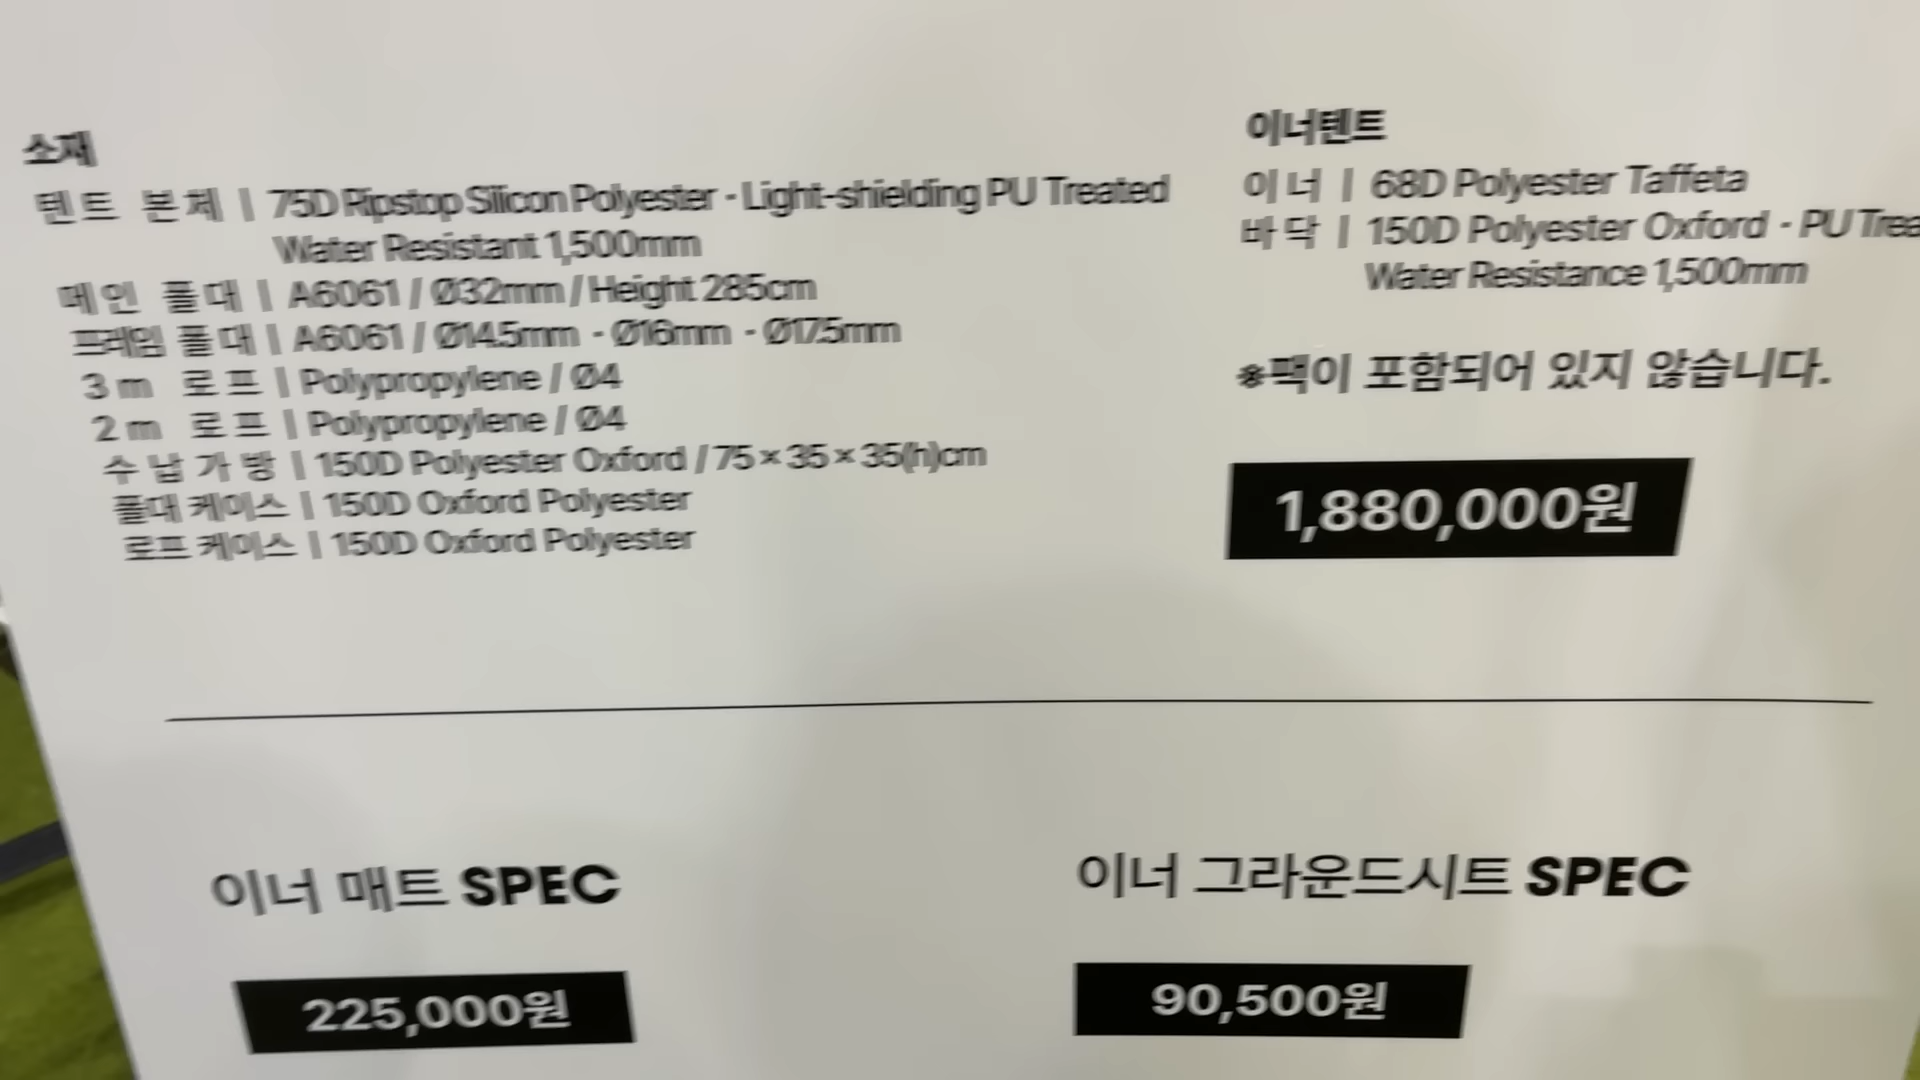 소재
텐트 본체 | 75D Ripstop Silicon Polyester - Light-shielding PU Treated
Water Resistant 1,500mm
메인 폴대 | A6061 / Ø32mm / Height 285cm
프레임 폴대 | A6061 / Ø14.5mm - Ø16mm - Ø17.5mm
3m 로프 | Polypropylene / Ø4
2m 로프 | Polypropylene / Ø4
수납가방 | 150D Polyester Oxford / 75 × 35 × 35(h)cm
폴대 케이스 | 150D Oxford Polyester
로프 케이스 | 150D Oxford Polyester
이너텐트
이너 | 68D Polyester Taffeta
바닥 | 150D Polyester Oxford - PU Trea
Water Resistance 1,500mm
※팩이 포함되어 있지 않습니다.
1,880,000원
이너 매트 SPEC
225,000원
이너 그라운드시트 SPEC
90,500원